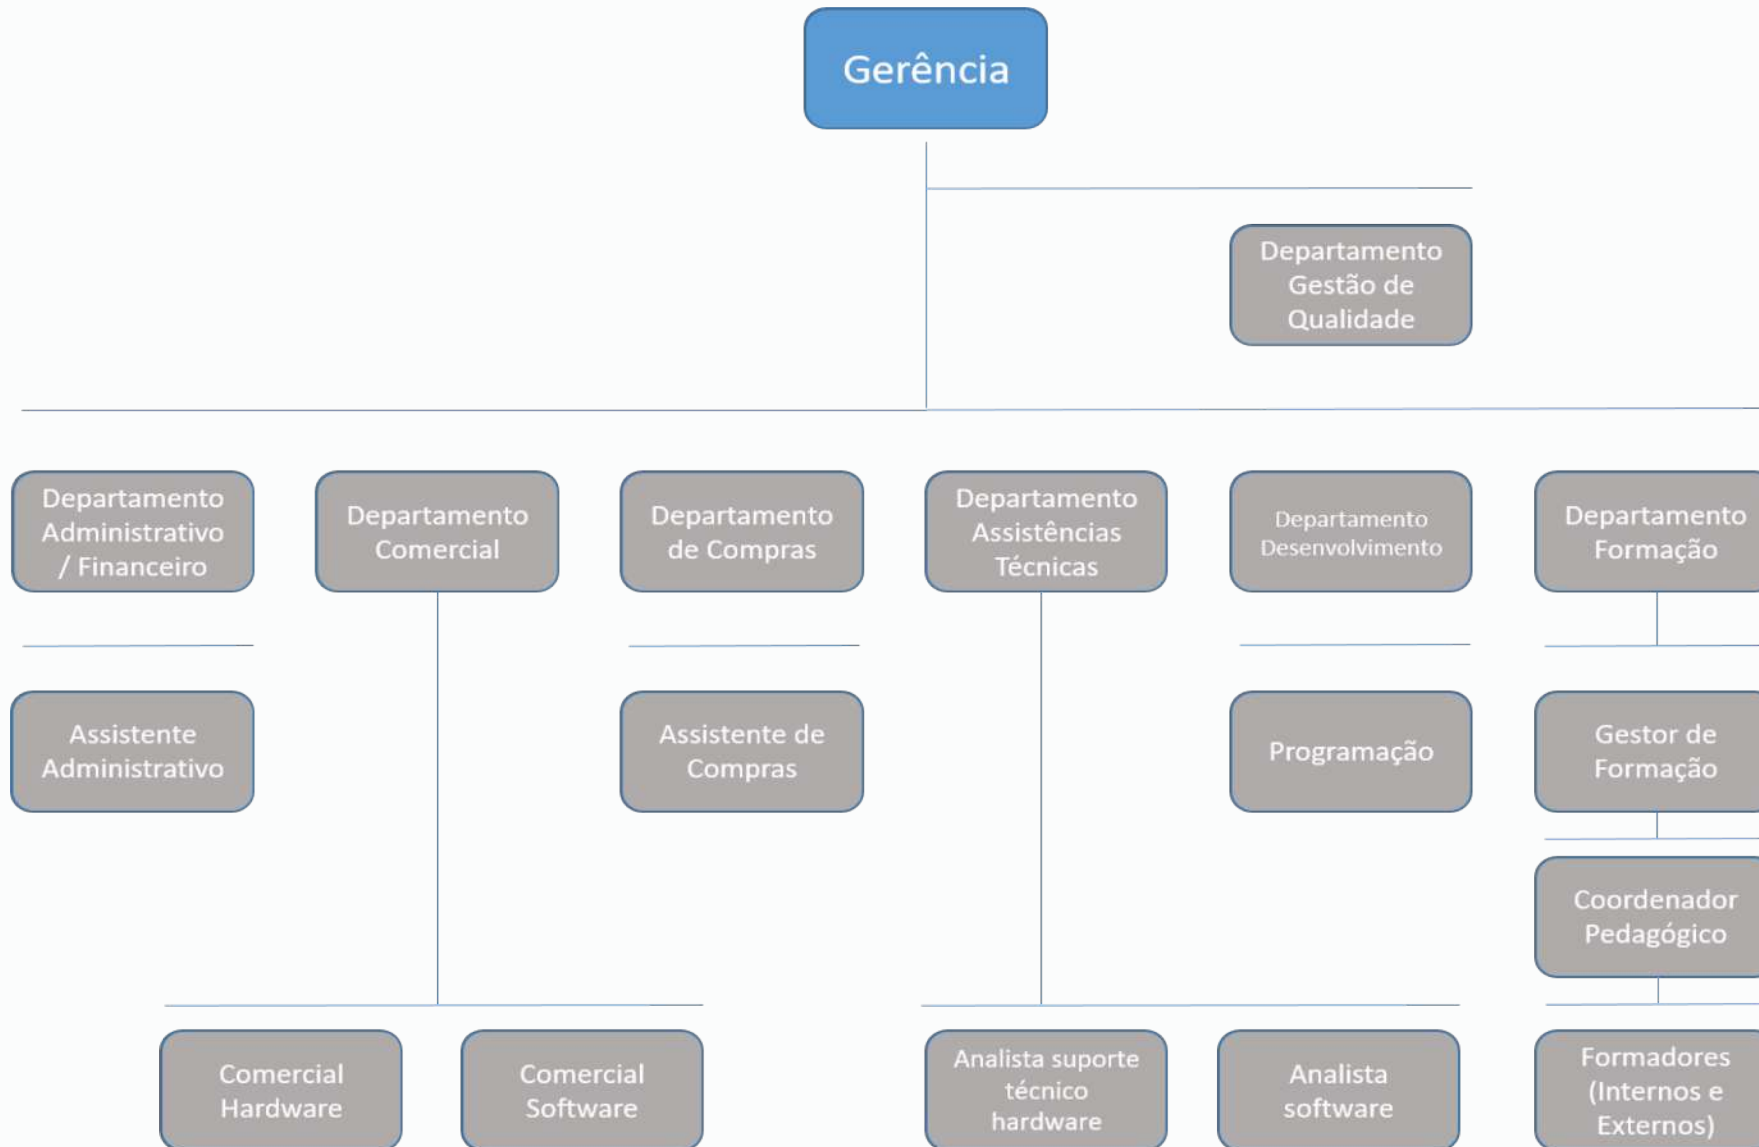 Gerência
Departamento
Gestão de
Qualidade
Departamento
Administrativo
/ Financeiro
Departamento
Comercial
Departamento
de Compras
Departamento
Assistências
Técnicas
Departamento
Desenvolvimento
Departamento
Formação
Assistente
Administrativo
Assistente de
Compras
Programação
Gestor de
Formação
Coordenador
Pedagógico
Comercial
Hardware
Comercial
Software
Analista suporte
técnico
hardware
Analista
software
Formadores
(Internos e
Externos)